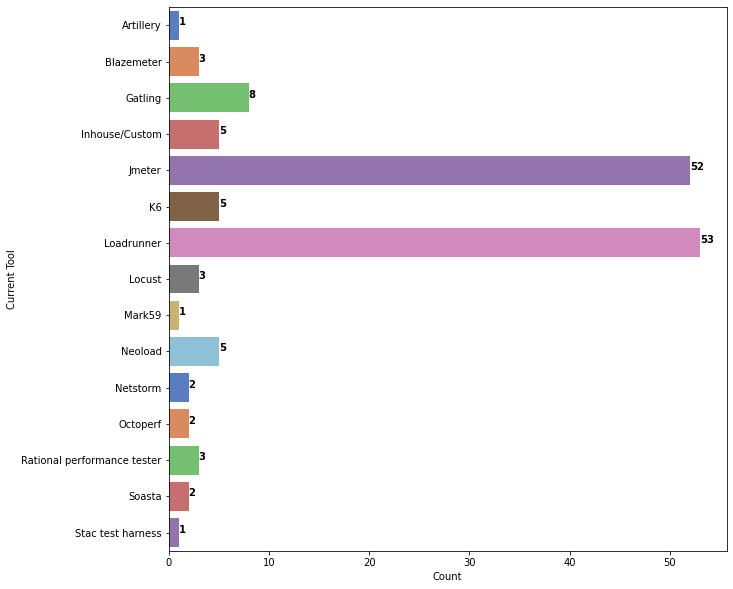 Artillery 1
Blazemeter 3
Gatling 8
Inhouse/Custom 5
Jmeter 52
K6 5
Loadrunner 53
Locust 3
Mark59 1
Neoload 5
Netstorm 2
Octoperf 2
Rational performance tester 3
Soasta 2
Stac test harness 1
Current Tool
0 10 20 30 40 50
Count